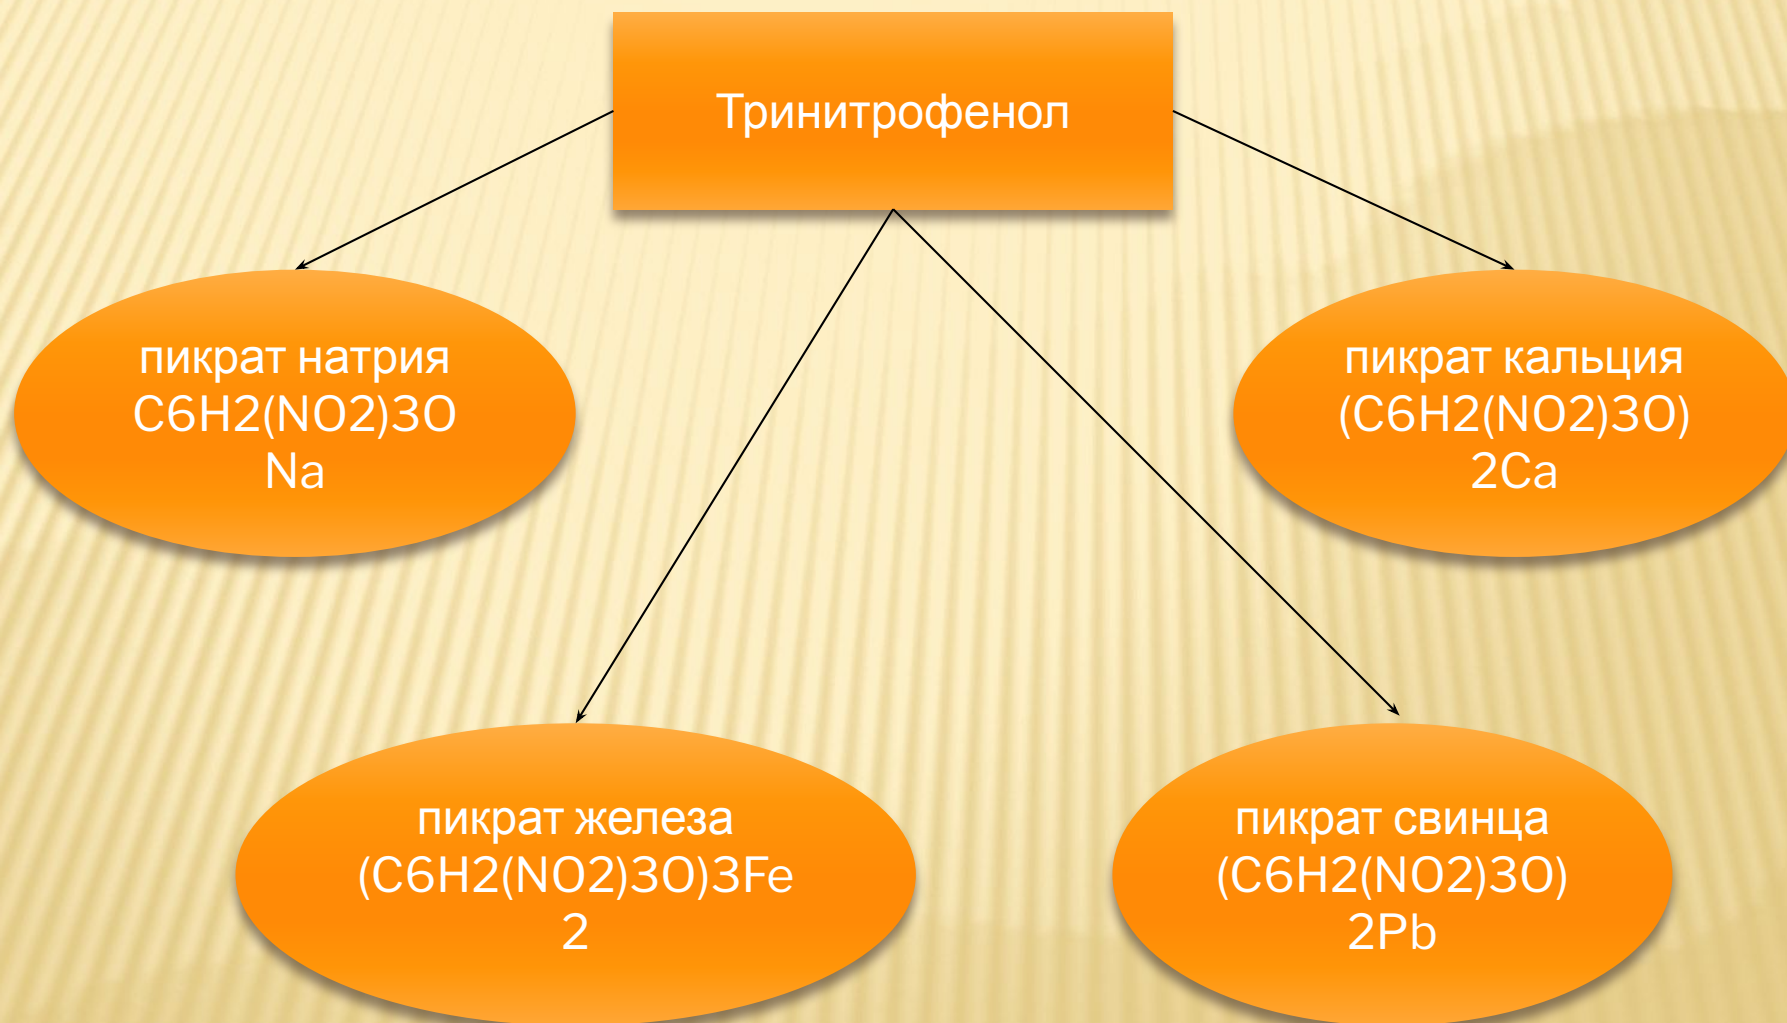 Тринитрофенол
пикрат натрия
C6H2(NO2)3O
Na
пикрат кальция
(C6H2(NO2)3O)
2Ca
пикрат железа
(C6H2(NO2)3O)3Fe
2
пикрат свинца
(C6H2(NO2)3O)
2Pb